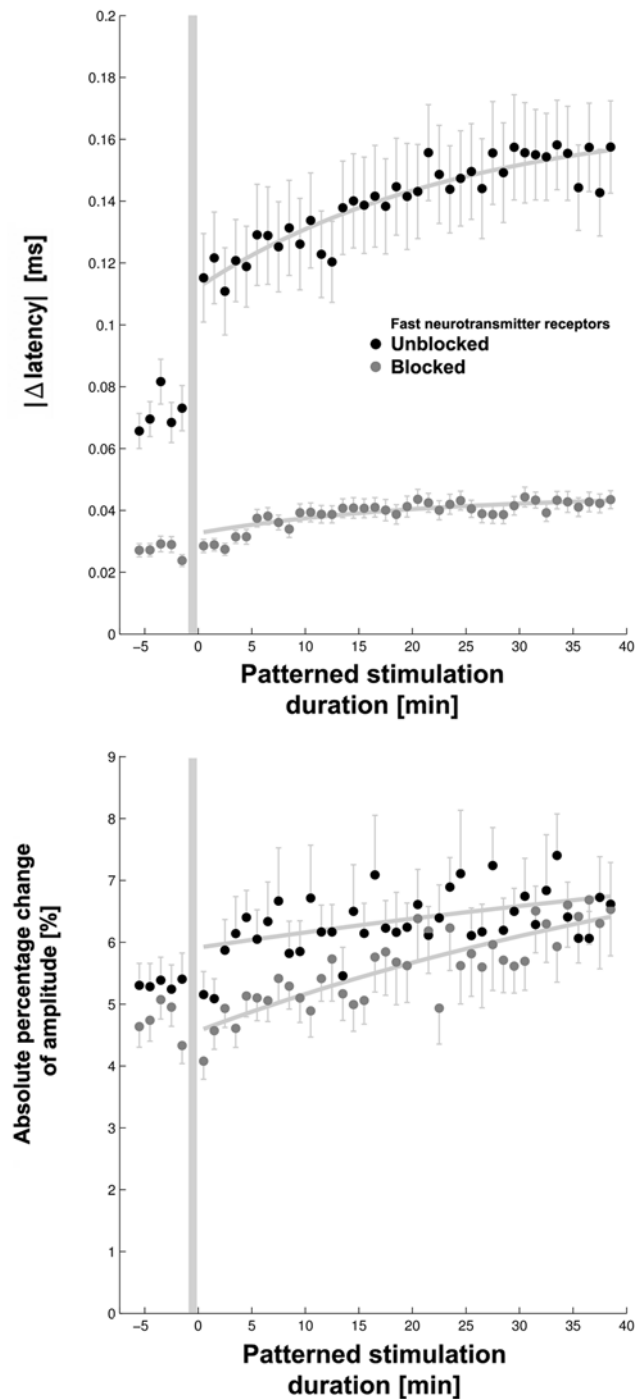 0.2
0.18
0.16
0.14
0.12
0.1
0.08
0.06
0.04
0.02
0
|Δ latency| [ms]
Fast neurotransmitter receptors
Unblocked
Blocked
−5 0 5 10 15 20 25 30 35 40
Patterned stimulation
duration [min]
9
8
7
6
5
4
3
2
1
0
Absolute percentage change
of amplitude [%]
−5 0 5 10 15 20 25 30 35 40
Patterned stimulation
duration [min]